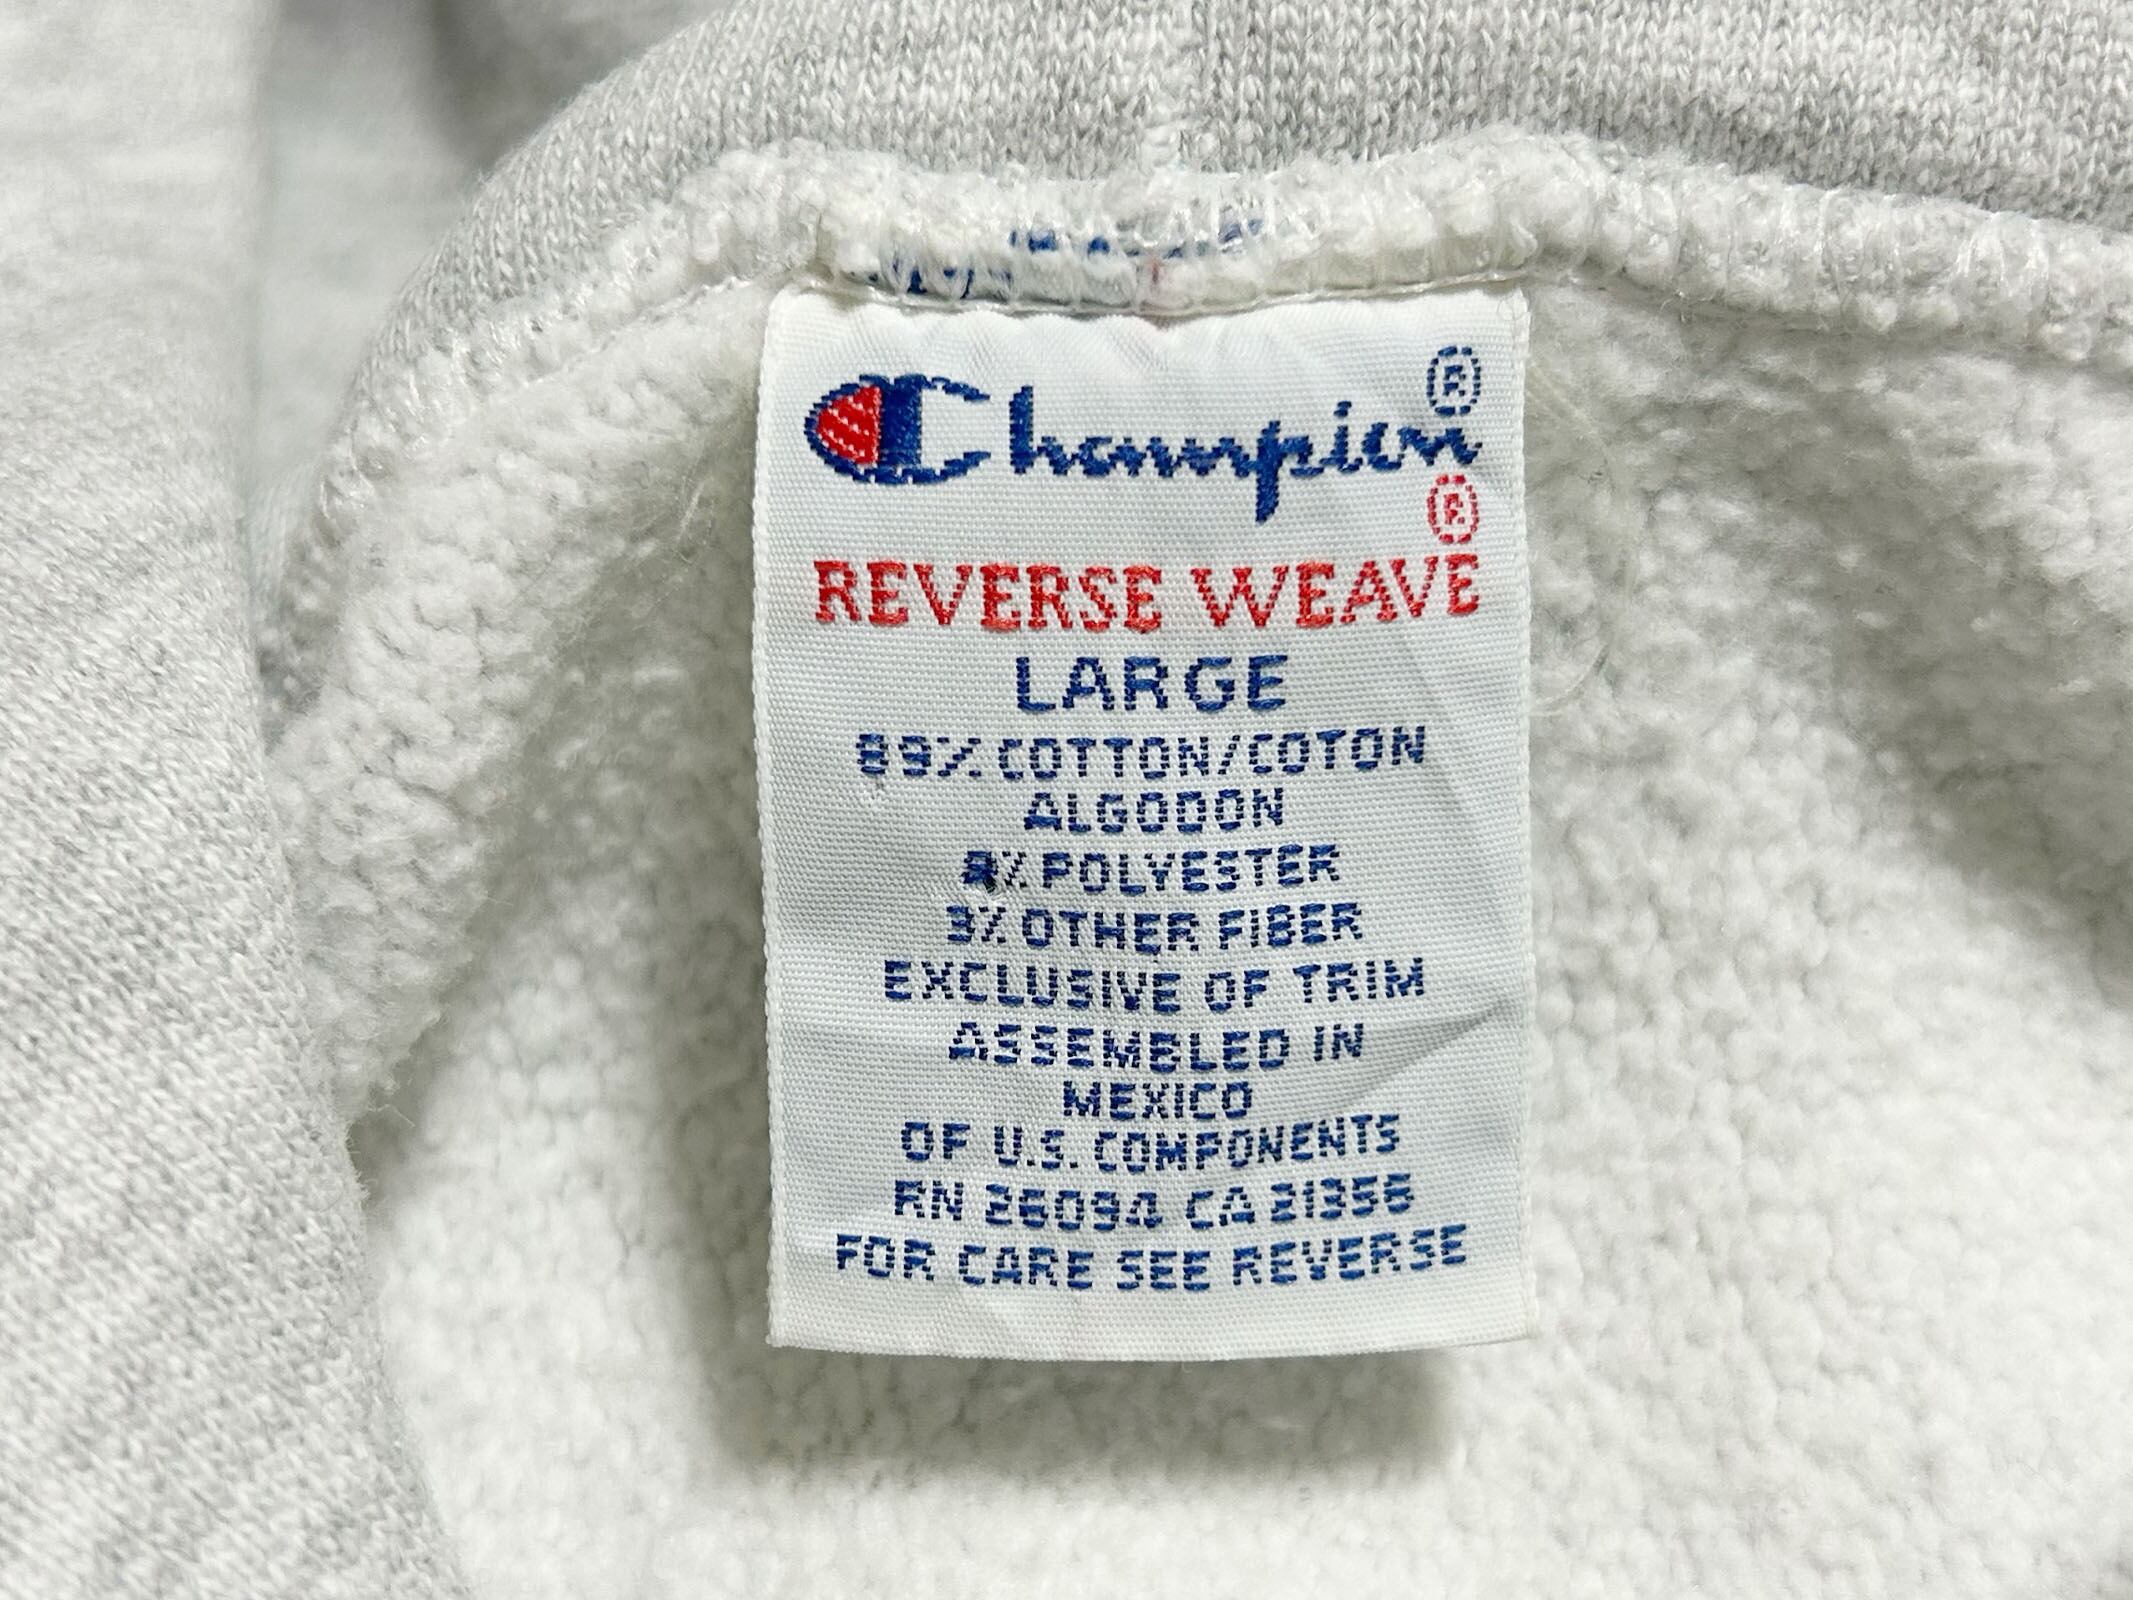 Champion®
®
REVERSE WEAVE
LARGE
89% COTTON/COTON
ALGODON
8% POLYESTER
3% OTHER FIBER
EXCLUSIVE OF TRIM
ASSEMBLED IN
MEXICO
OF U.S. COMPONENTS
RN 26094 CA 21356
FOR CARE SEE REVERSE